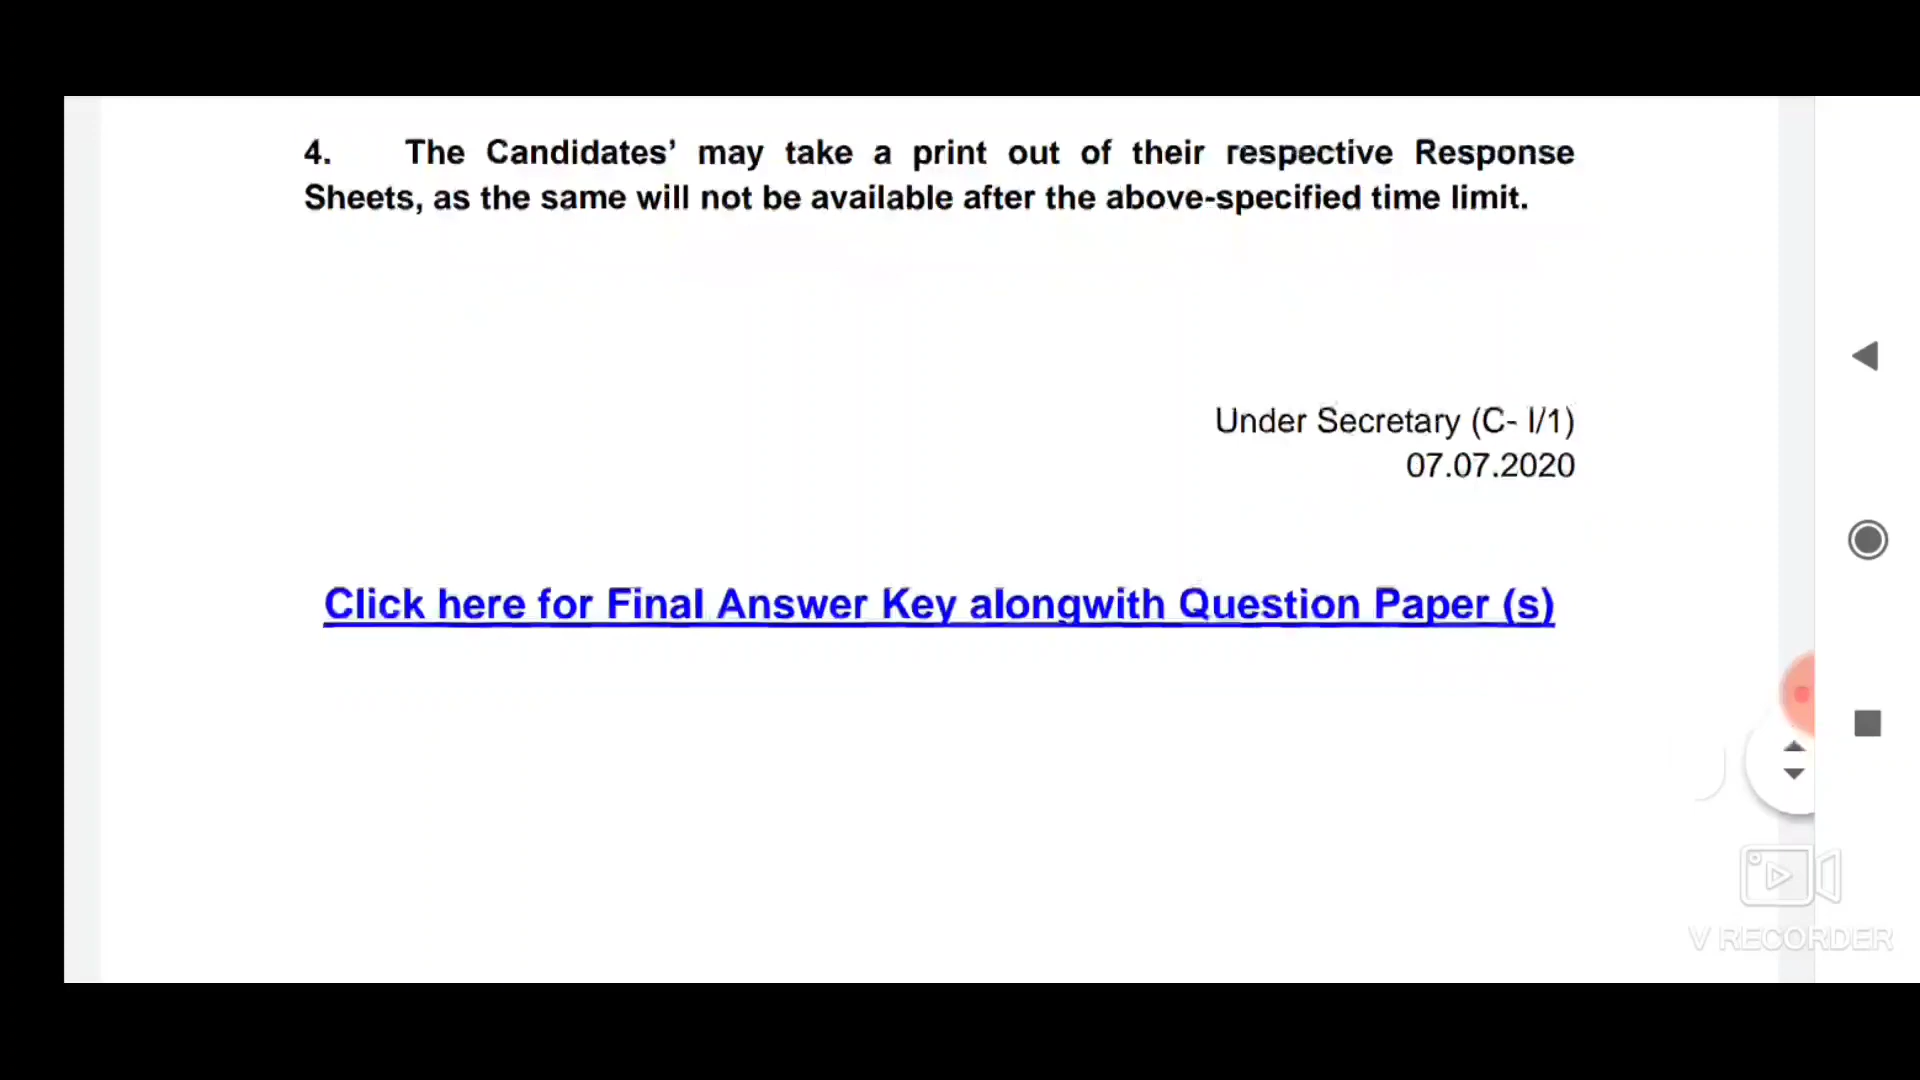 4. The Candidates’ may take a print out of their respective Response
Sheets, as the same will not be available after the above-specified time limit.
Under Secretary (C- I/1)
07.07.2020
Click here for Final Answer Key alongwith Question Paper (s)
V RECORDER